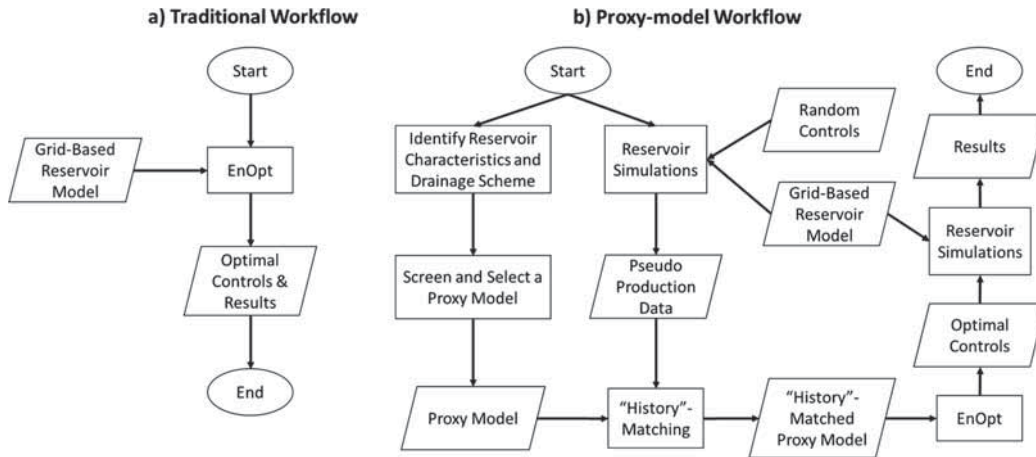 a) Traditional Workflow
Start
Grid-Based
Reservoir
Model
EnOpt
Optimal
Controls &
Results
End
b) Proxy-model Workflow
Start
Identify Reservoir
Characteristics and
Drainage Scheme
Reservoir
Simulations
Random
Controls
Grid-Based
Reservoir
Model
Screen and Select a
Proxy Model
Pseudo
Production
Data
Proxy Model
"History"-
Matching
"History"-
Matched
Proxy Model
EnOpt
Optimal
Controls
Reservoir
Simulations
Results
End